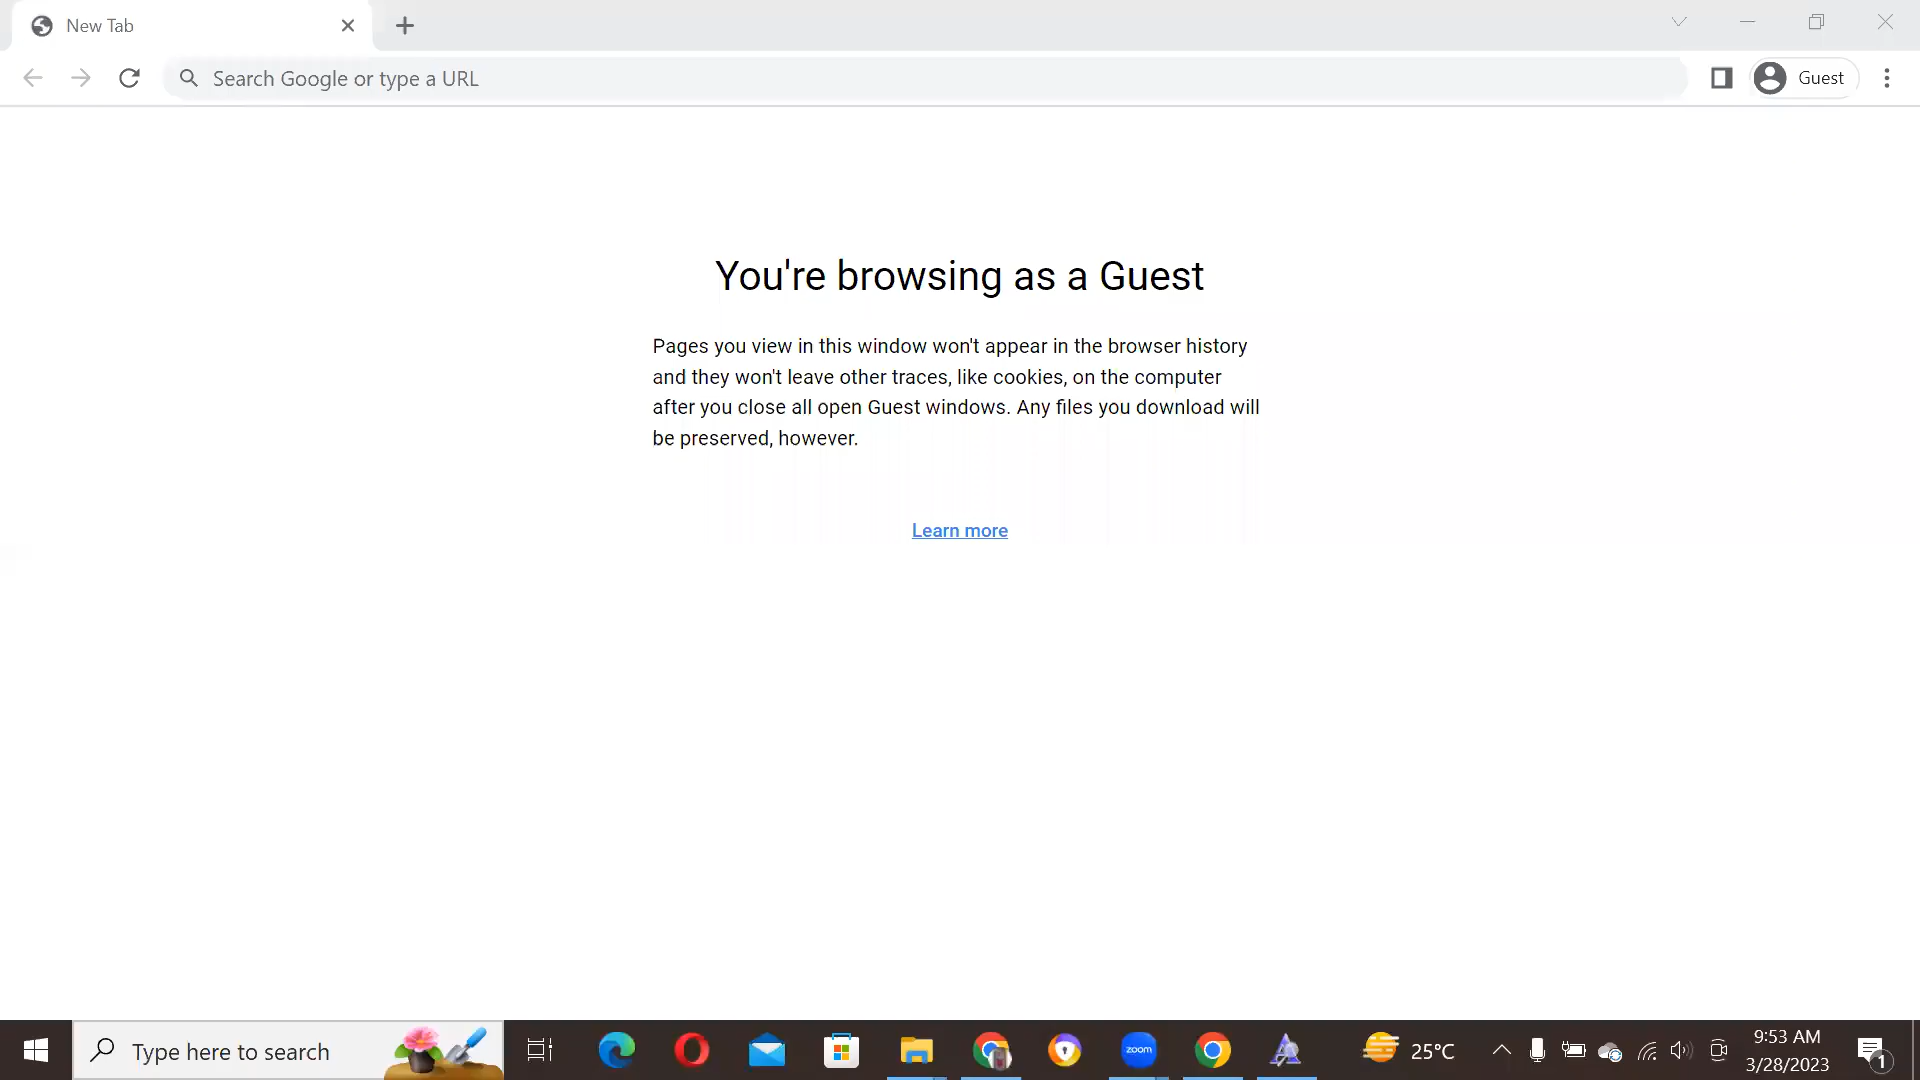 New Tab
Search Google or type a URL
Guest
You're browsing as a Guest
Pages you view in this window won't appear in the browser history
and they won't leave other traces, like cookies, on the computer
after you close all open Guest windows. Any files you download will
be preserved, however.
Learn more
Type here to search
zoom
25°C
9:53 AM
3/28/2023
1